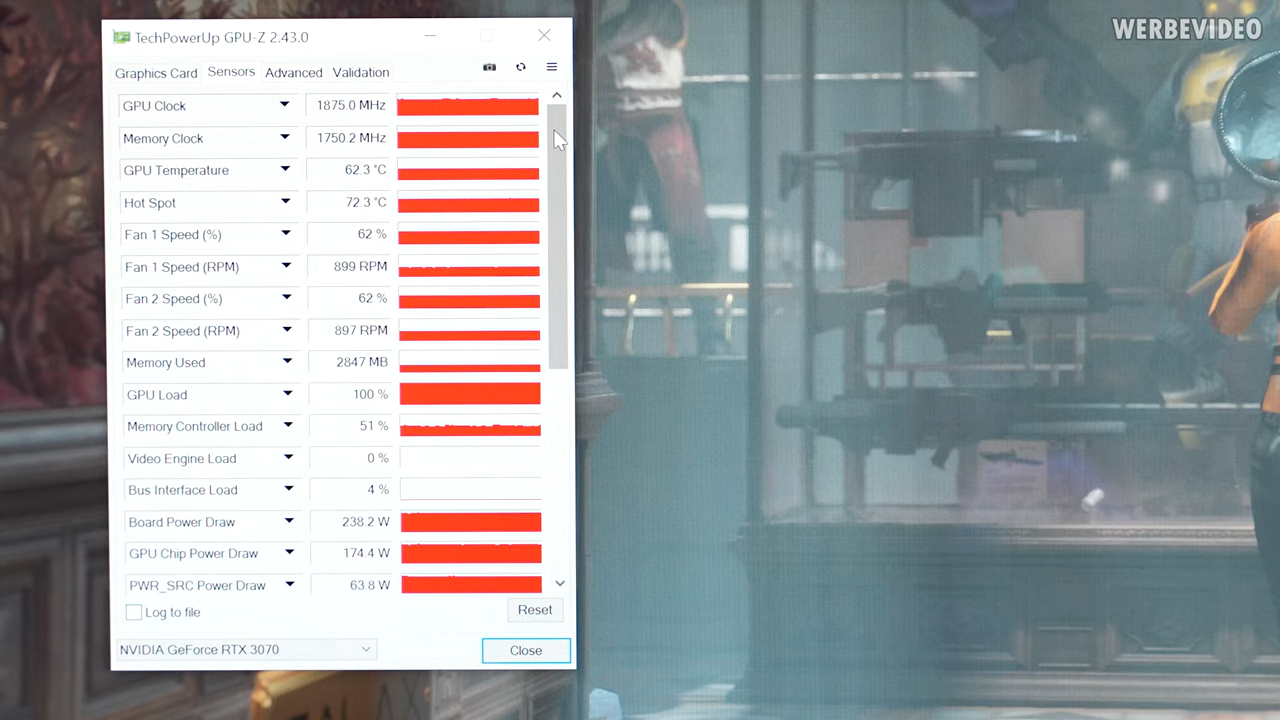 WERBEVIDEO
TechPowerUp GPU-Z 2.43.0
Graphics Card Sensors Advanced Validation
GPU Clock 1875.0 MHz
Memory Clock 1750.2 MHz
GPU Temperature 62.3 °C
Hot Spot 72.3 °C
Fan 1 Speed (%) 62 %
Fan 1 Speed (RPM) 899 RPM
Fan 2 Speed (%) 62 %
Fan 2 Speed (RPM) 897 RPM
Memory Used 2847 MB
GPU Load 100 %
Memory Controller Load 51 %
Video Engine Load 0 %
Bus Interface Load 4 %
Board Power Draw 238.2 W
GPU Chip Power Draw 174.4 W
PWR_SRC Power Draw 63.8 W
Log to file Reset
NVIDIA GeForce RTX 3070 Close